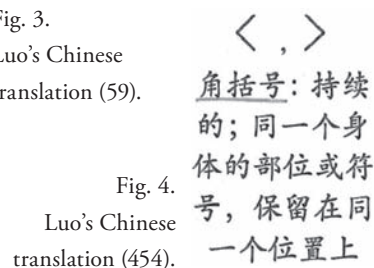 Fig. 3.
Luo's Chinese
translation (59).
Fig. 4.
Luo's Chinese
translation (454).
< , >
角括号: 持续
的; 同一个身
体的部位或符
号, 保留在同
一个位置上